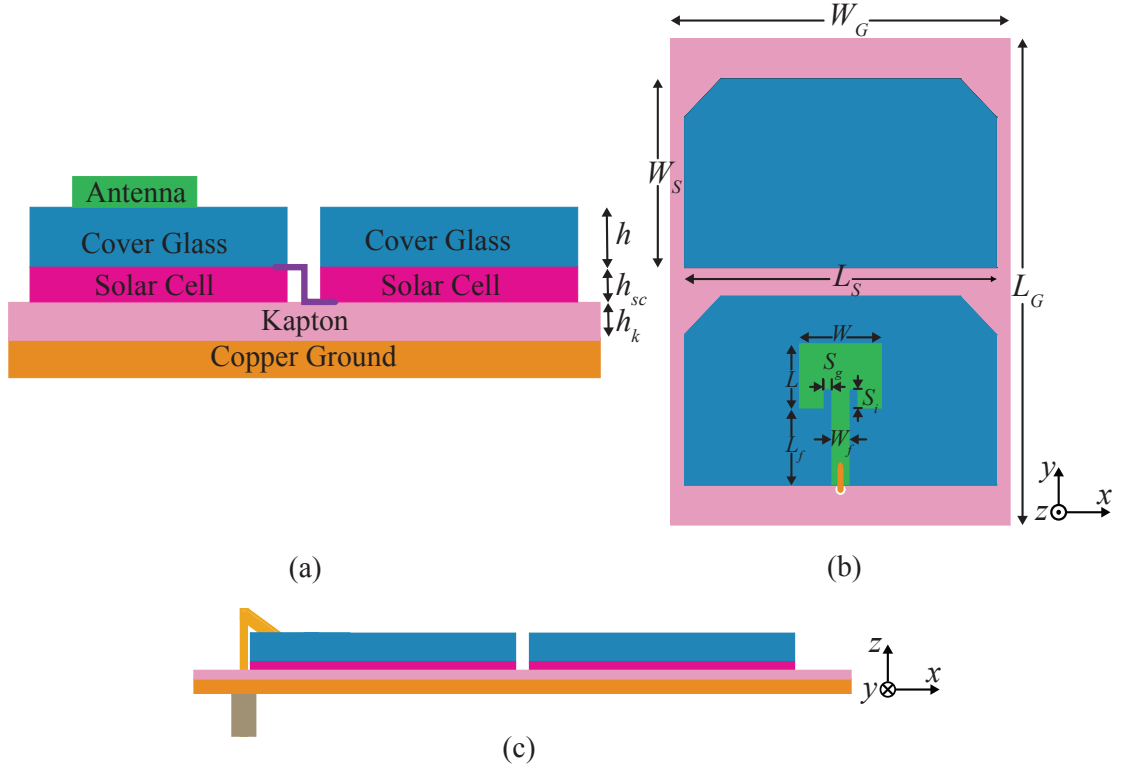 Antenna
Cover Glass
Cover Glass
h
Solar Cell
Solar Cell
h_sc
Kapton
h_k
Copper Ground
(a)
W_G
W_S
L_S
L_G
W
S_g
L
S_i
L_f
W_f
y
z
x
(b)
z
y
x
(c)